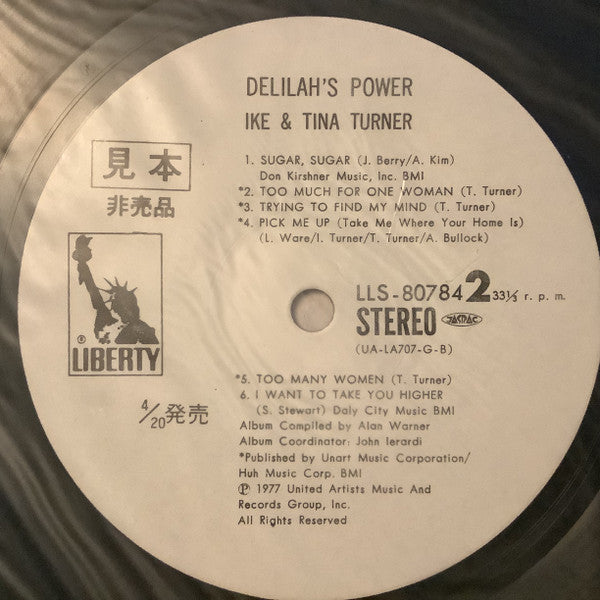 DELILAH'S POWER
IKE & TINA TURNER
見本
非売品
1. SUGAR, SUGAR (J. Berry/A. Kim)
Don Kirshner Music, Inc. BMI
*2. TOO MUCH FOR ONE WOMAN (T. Turner)
*3. TRYING TO FIND MY MIND (T. Turner)
*4. PICK ME UP (Take Me Where Your Home Is)
(L. Ware/I. Turner/T. Turner/A. Bullock)
® LIBERTY
LLS-80784 2 33⅓ r. p. m.
STEREO JASRAC
(UA-LA707-G-B)
4/20発売
*5. TOO MANY WOMEN (T. Turner)
6. I WANT TO TAKE YOU HIGHER
(S. Stewart) Daly City Music BMI
Album Compiled by Alan Warner
Album Coordinator: John Ierardi
*Published by Unart Music Corporation/
Huh Music Corp. BMI
℗ 1977 United Artists Music And
Records Group, Inc.
All Rights Reserved